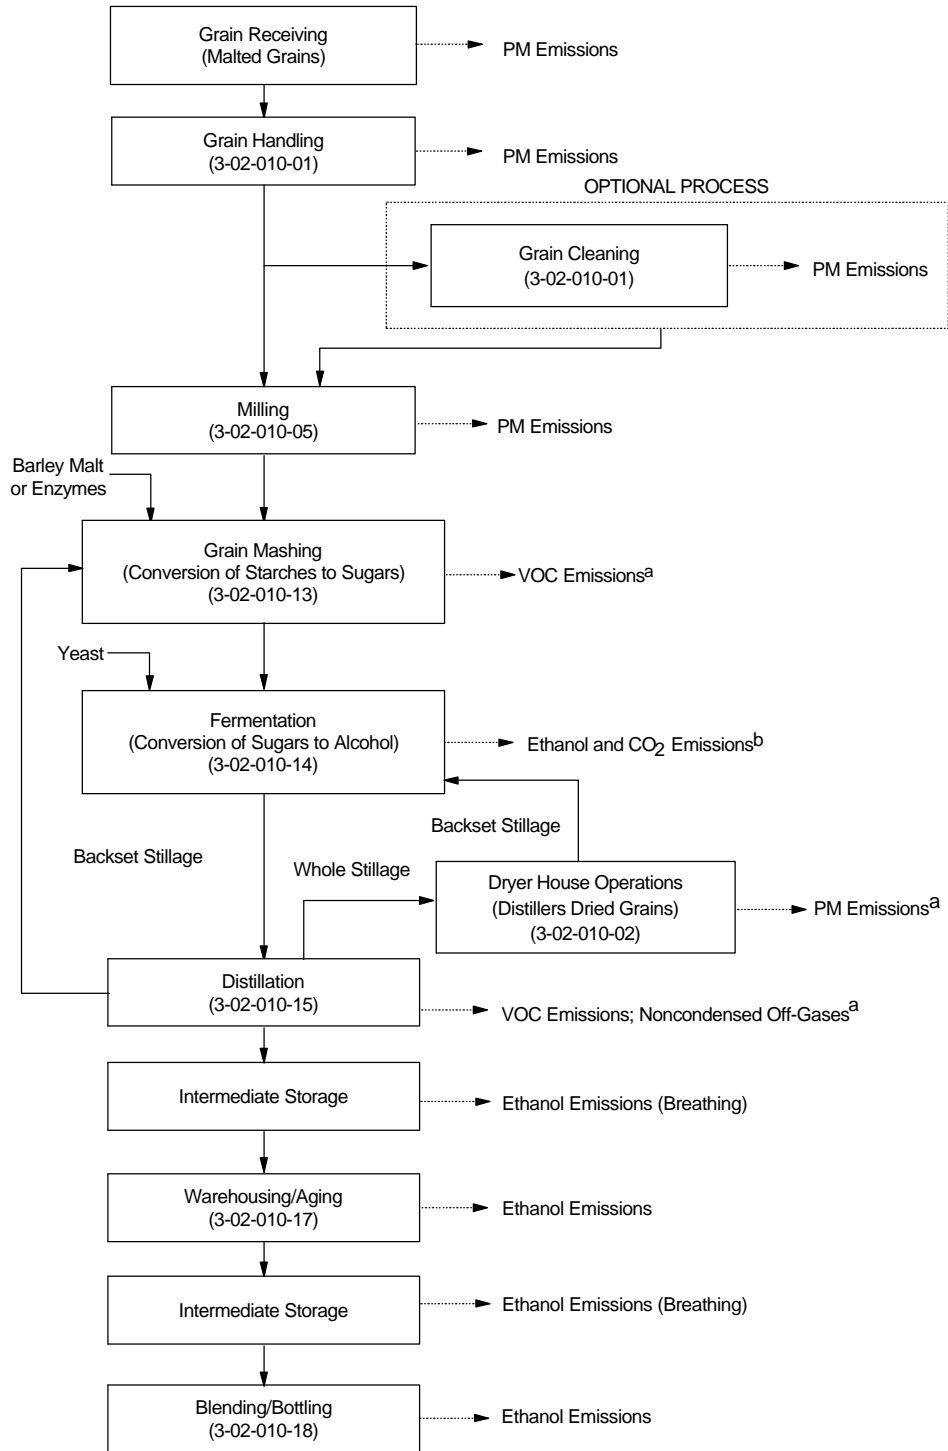 Grain Receiving
(Malted Grains)
PM Emissions
Grain Handling
(3-02-010-01)
PM Emissions
OPTIONAL PROCESS
Grain Cleaning
(3-02-010-01)
PM Emissions
Milling
(3-02-010-05)
PM Emissions
Barley Malt
or Enzymes
Grain Mashing
(Conversion of Starches to Sugars)
(3-02-010-13)
VOC Emissionsa
Yeast
Fermentation
(Conversion of Sugars to Alcohol)
(3-02-010-14)
Ethanol and CO2 Emissionsb
Backset Stillage
Backset Stillage
Whole Stillage
Dryer House Operations
(Distillers Dried Grains)
(3-02-010-02)
PM Emissionsa
Distillation
(3-02-010-15)
VOC Emissions; Noncondensed Off-Gasesa
Intermediate Storage
Ethanol Emissions (Breathing)
Warehousing/Aging
(3-02-010-17)
Ethanol Emissions
Intermediate Storage
Ethanol Emissions (Breathing)
Blending/Bottling
(3-02-010-18)
Ethanol Emissions